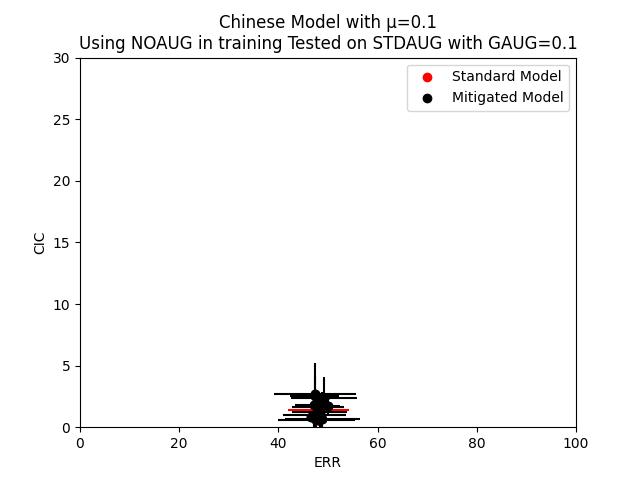 Chinese Model with μ=0.1
Using NOAUG in training Tested on STDAUG with GAUG=0.1
Standard Model
Mitigated Model
30
25
20
15
10
5
0
CIC
0 20 40 60 80 100
ERR